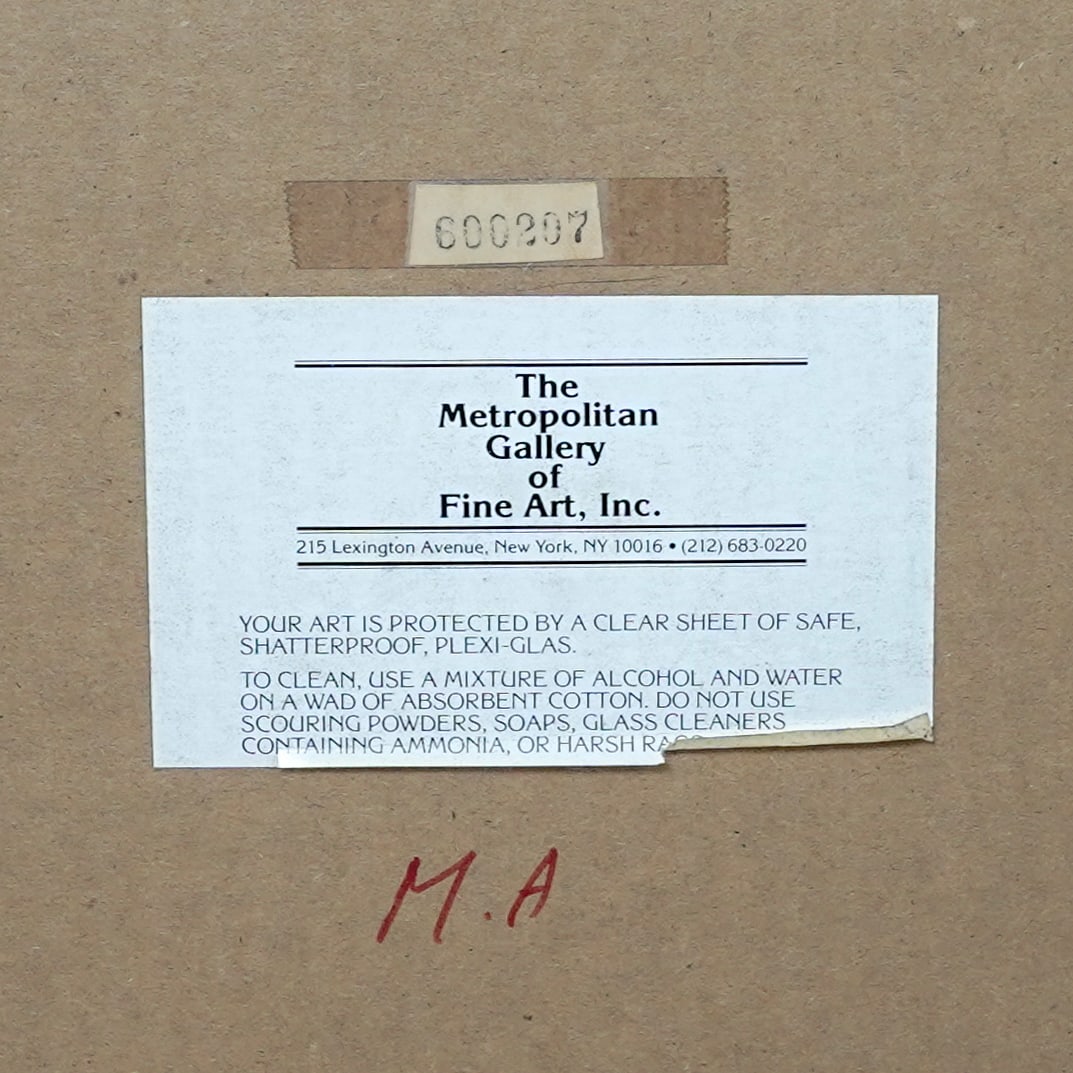 600207
The
Metropolitan
Gallery
of
Fine Art, Inc.
215 Lexington Avenue, New York, NY 10016 • (212) 683-0220
YOUR ART IS PROTECTED BY A CLEAR SHEET OF SAFE,
SHATTERPROOF, PLEXI-GLAS.
TO CLEAN, USE A MIXTURE OF ALCOHOL AND WATER
ON A WAD OF ABSORBENT COTTON. DO NOT USE
SCOURING POWDERS, SOAPS, GLASS CLEANERS
CONTAINING AMMONIA, OR HARSH
M.A